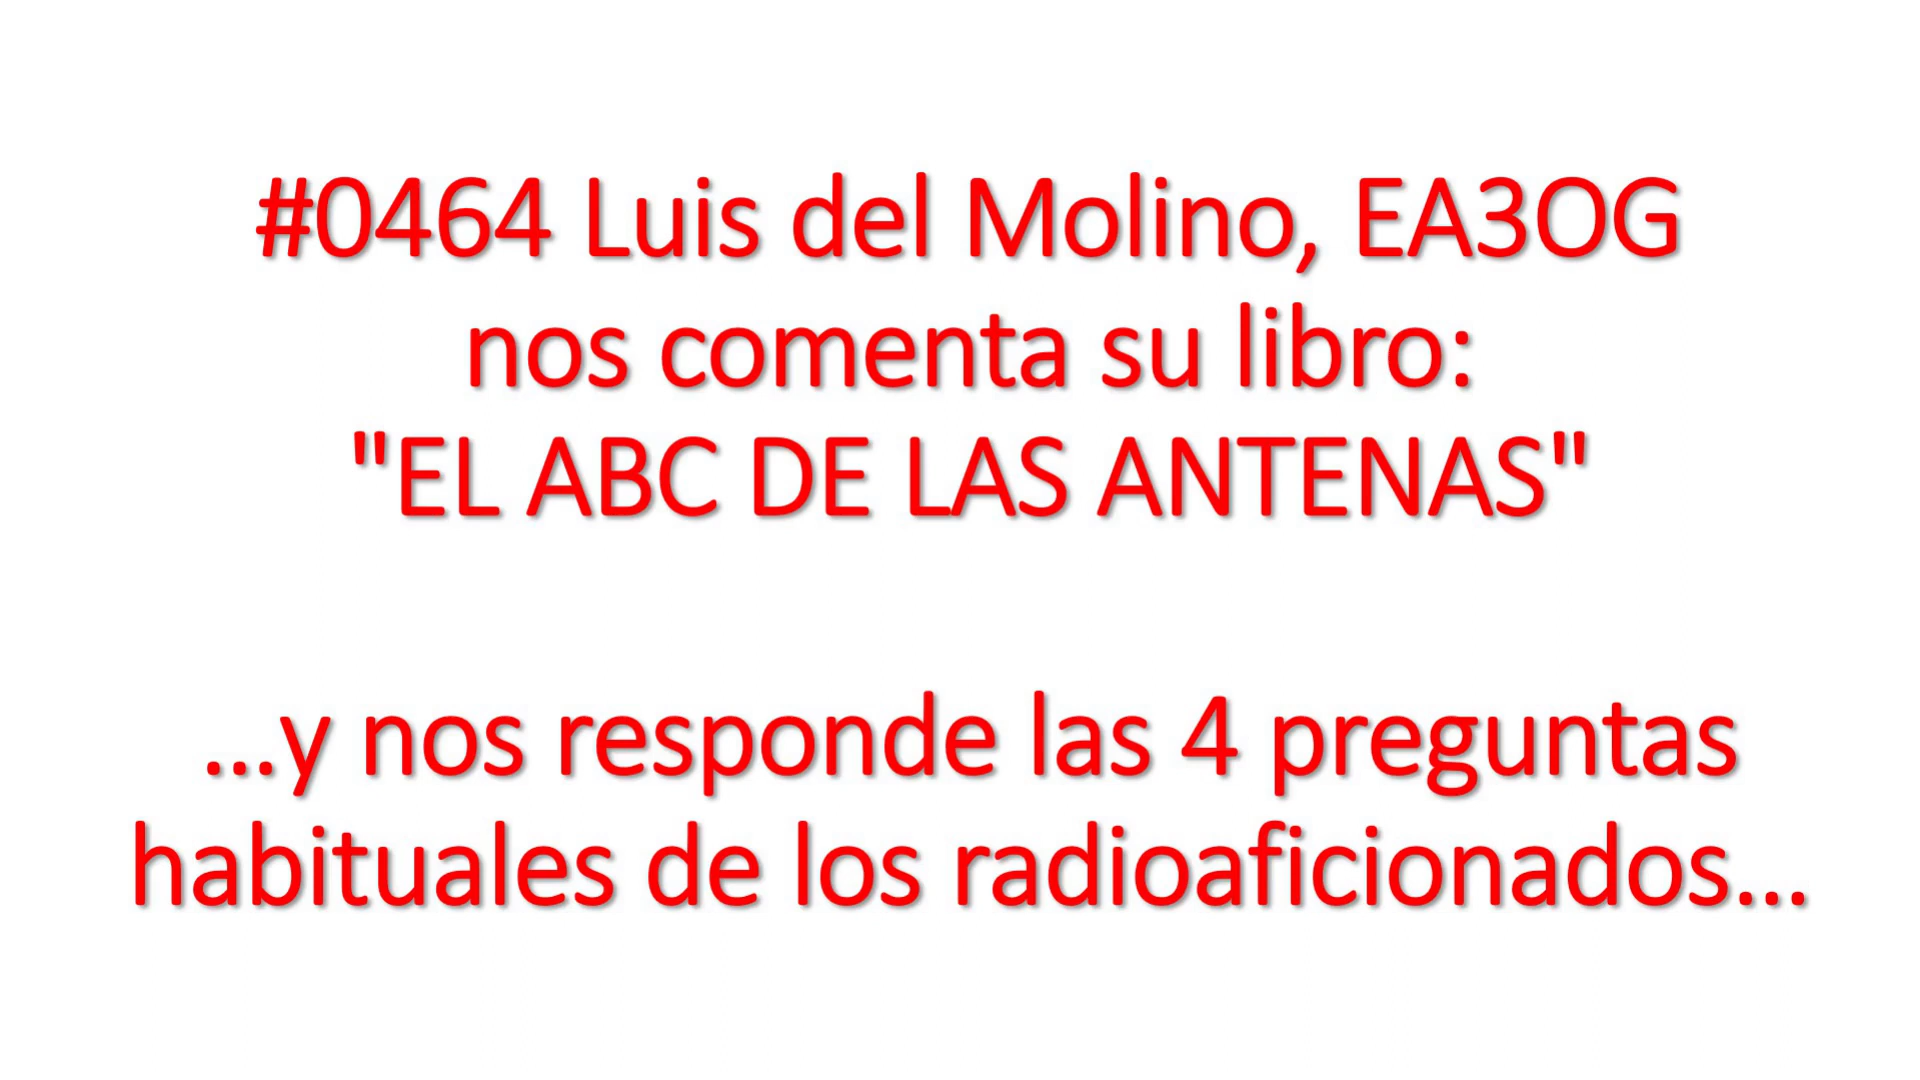 #0464 Luis del Molino, EA3OG
nos comenta su libro:
"EL ABC DE LAS ANTENAS"
...y nos responde las 4 preguntas
habituales de los radioaficionados...